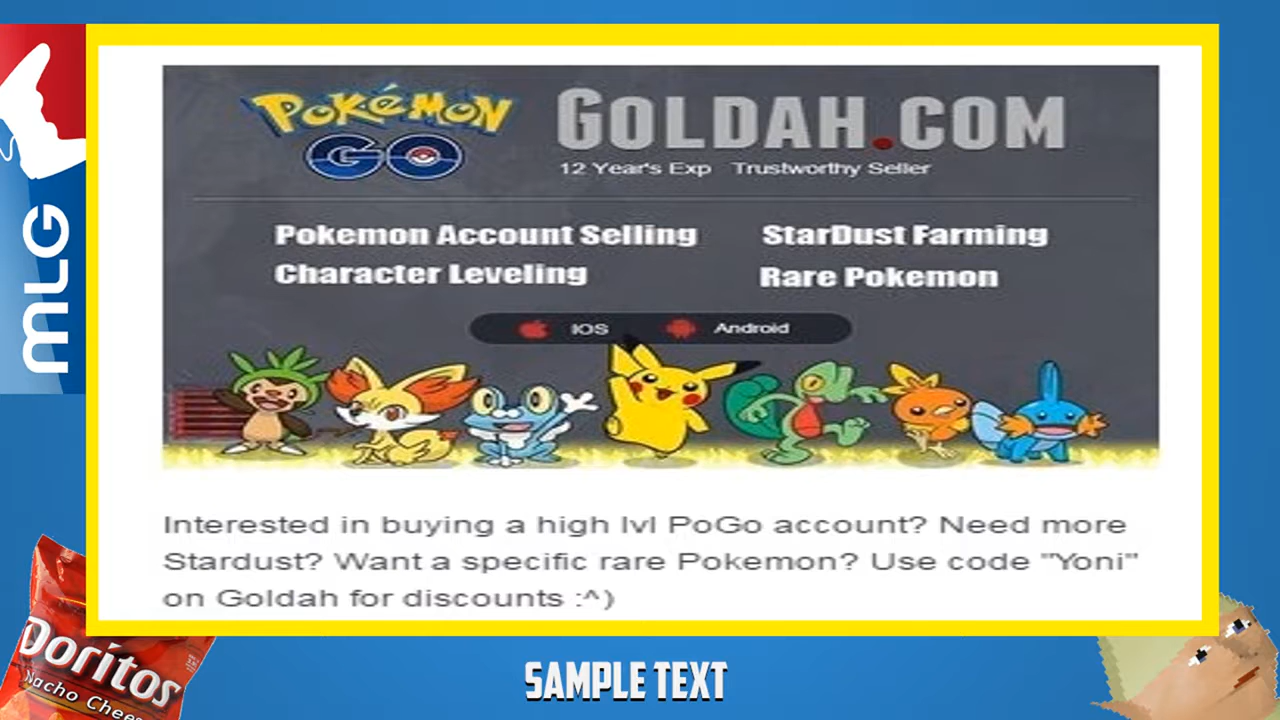 POKéMON
GO
GOLDAH.COM
12 Year's Exp Trustworthy Seller
Pokemon Account Selling StarDust Farming
Character Leveling Rare Pokemon
IOS Android
MLG
Interested in buying a high lvl PoGo account? Need more
Stardust? Want a specific rare Pokemon? Use code "Yoni"
on Goldah for discounts :^)
Doritos
Nacho Chee
SAMPLE TEXT